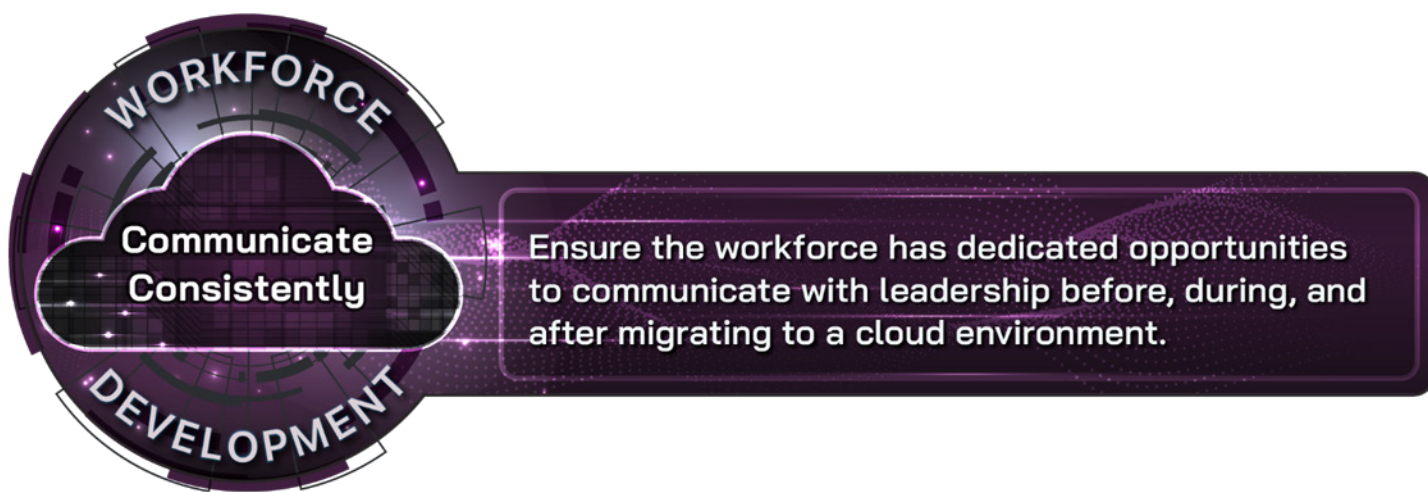 WORKFORCE
Communicate
Consistently
DEVELOPMENT
Ensure the workforce has dedicated opportunities
to communicate with leadership before, during, and
after migrating to a cloud environment.